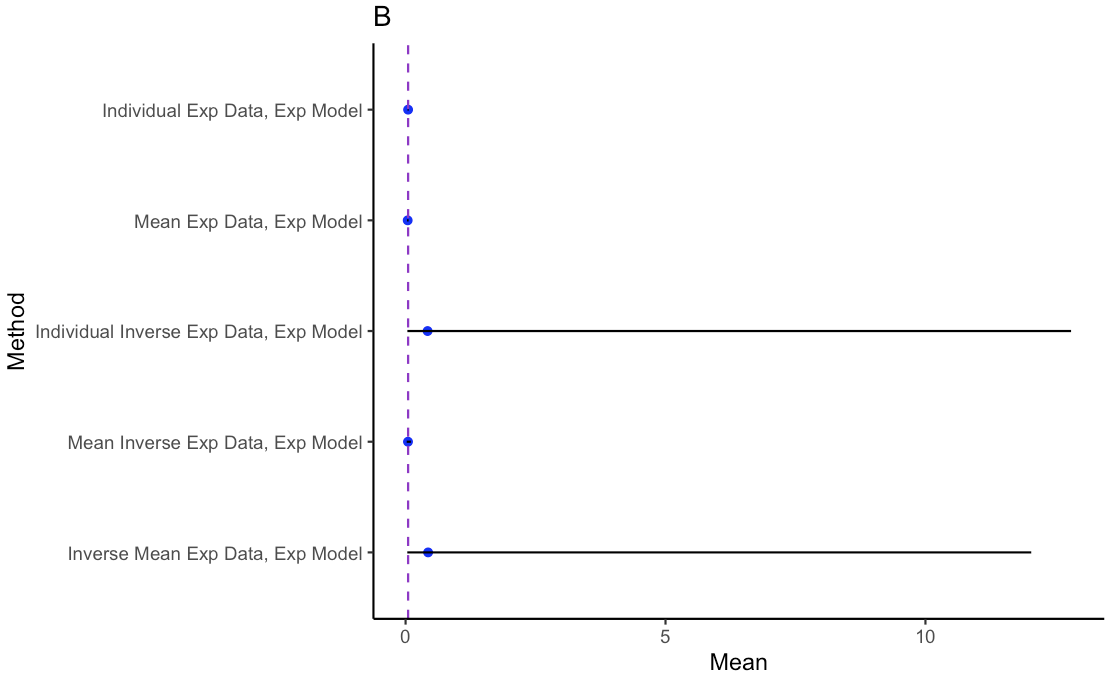 B
Method
Individual Exp Data, Exp Model
Mean Exp Data, Exp Model
Individual Inverse Exp Data, Exp Model
Mean Inverse Exp Data, Exp Model
Inverse Mean Exp Data, Exp Model
0 5 10
Mean